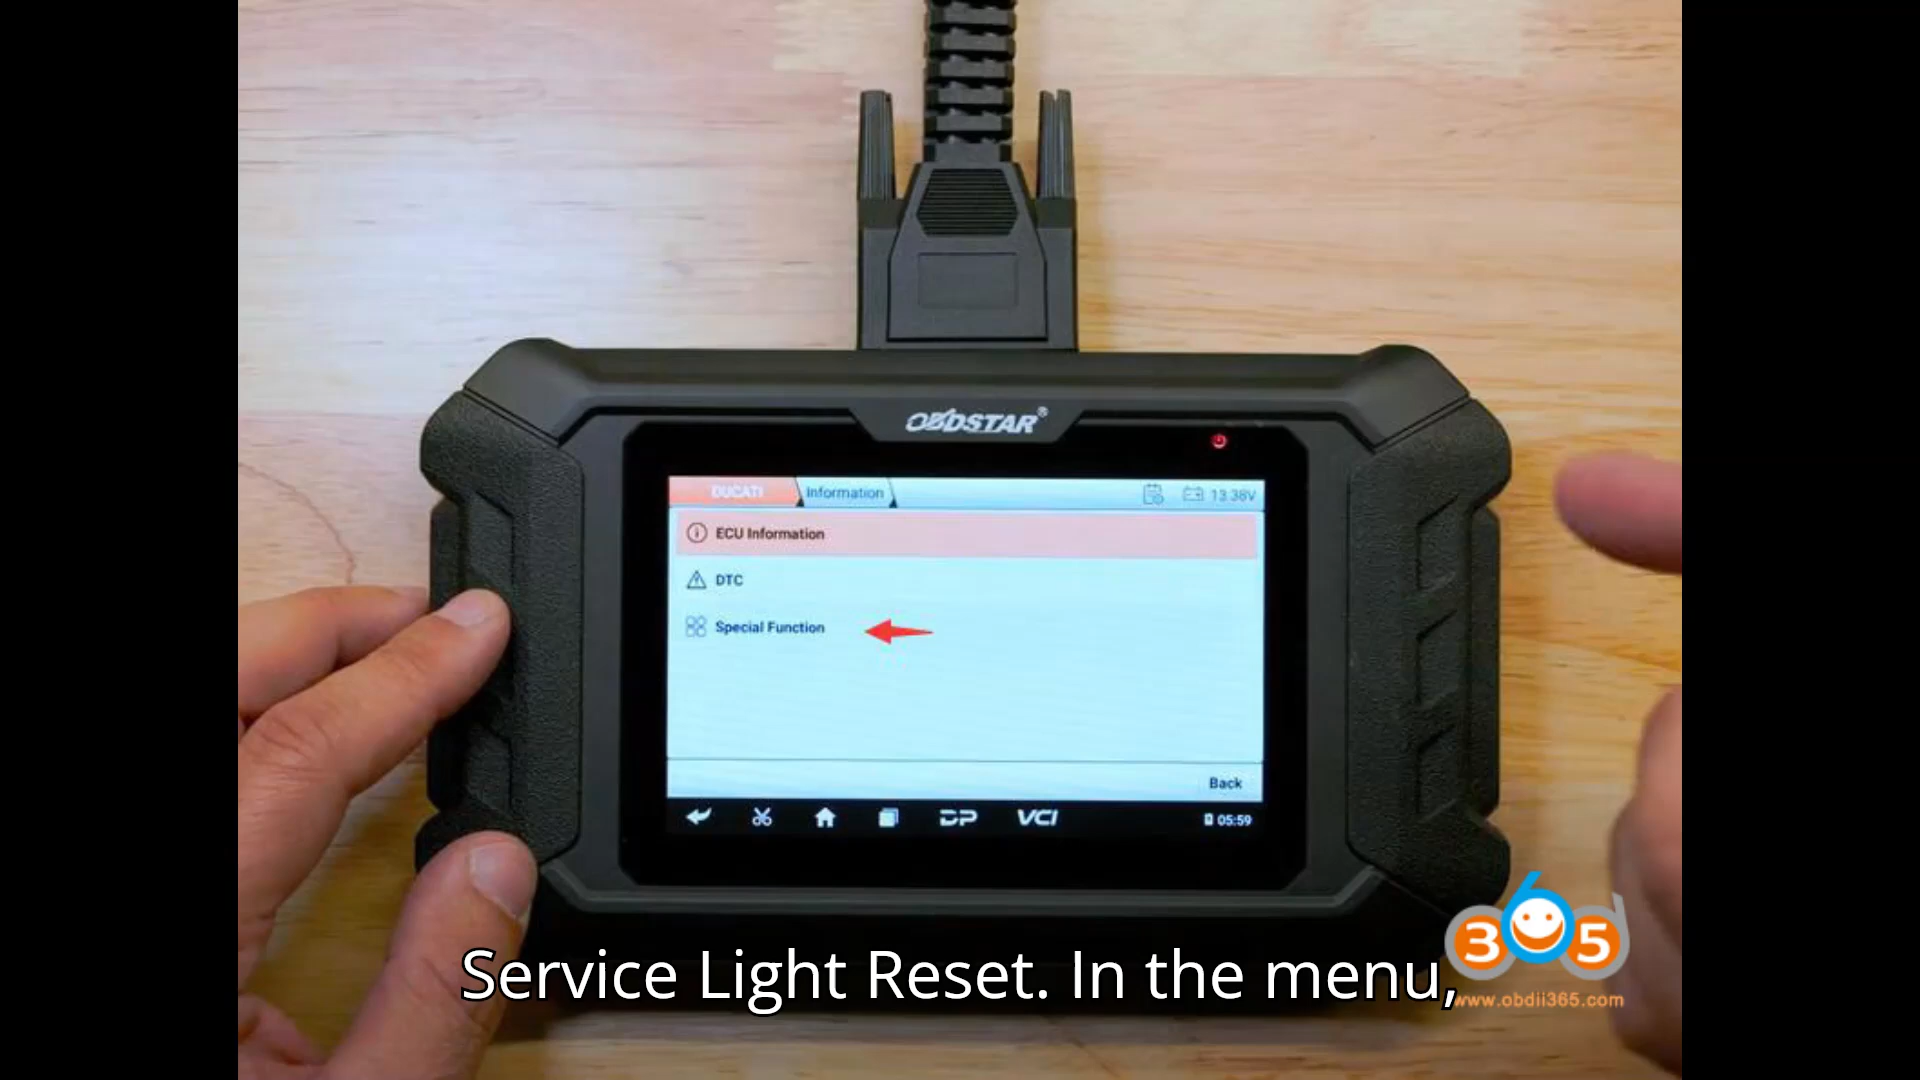 OBDSTAR®
DUCATI Information 13.38V
ECU Information
DTC
Special Function
Back
DP VCI 05:59
365
Service Light Reset. In the menu,
www.obdii365.com